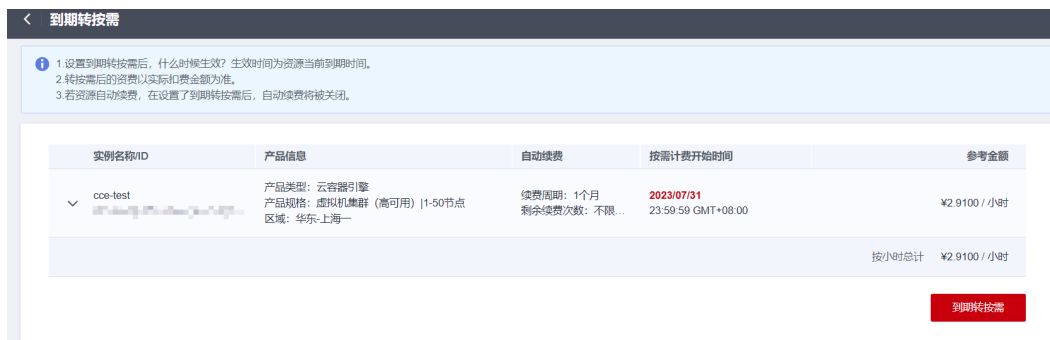 到期转按需
1.设置到期转按需后，什么时候生效？生效时间为资源当前到期时间。
2.转按需后的资费以实际扣费金额为准。
3.若资源自动续费，在设置了到期转按需后，自动续费将被关闭。
实例名称/ID 产品信息 自动续费 按需计费开始时间 参考金额
cce-test
产品类型：云容器引擎
产品规格：虚拟机集群（高可用）|1-50节点
区域：华东-上海一
续费周期：1个月
剩余续费次数：不限...
2023/07/31
23:59:59 GMT+08:00
¥2.9100 / 小时
按小时总计 ¥2.9100 / 小时
到期转按需